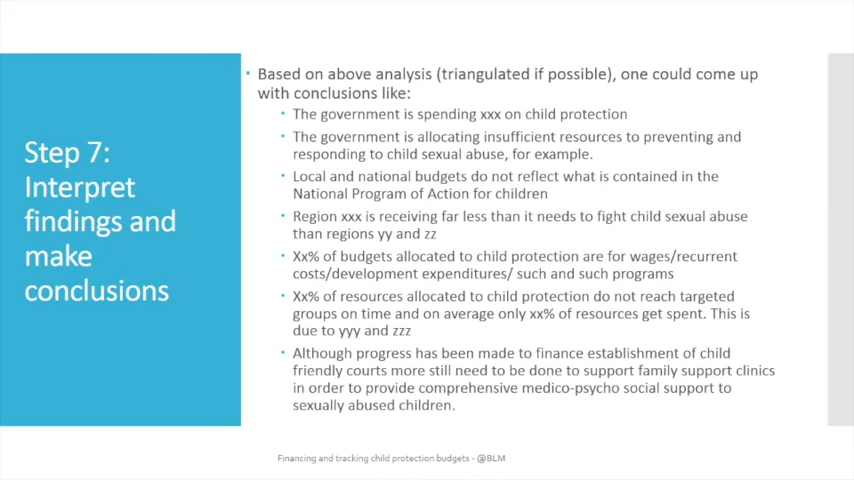 Step 7:
Interpret
findings and
make
conclusions
• Based on above analysis (triangulated if possible), one could come up
with conclusions like:
• The government is spending xxx on child protection
• The government is allocating insufficient resources to preventing and
responding to child sexual abuse, for example.
• Local and national budgets do not reflect what is contained in the
National Program of Action for children
• Region xxx is receiving far less than it needs to fight child sexual abuse
than regions yy and zz
• Xx% of budgets allocated to child protection are for wages/recurrent
costs/development expenditures/ such and such programs
• Xx% of resources allocated to child protection do not reach targeted
groups on time and on average only xx% of resources get spent. This is
due to yyy and zzz
• Although progress has been made to finance establishment of child
friendly courts more still need to be done to support family support clinics
in order to provide comprehensive medico-psycho social support to
sexually abused children.
Financing and tracking child protection budgets - @BLM